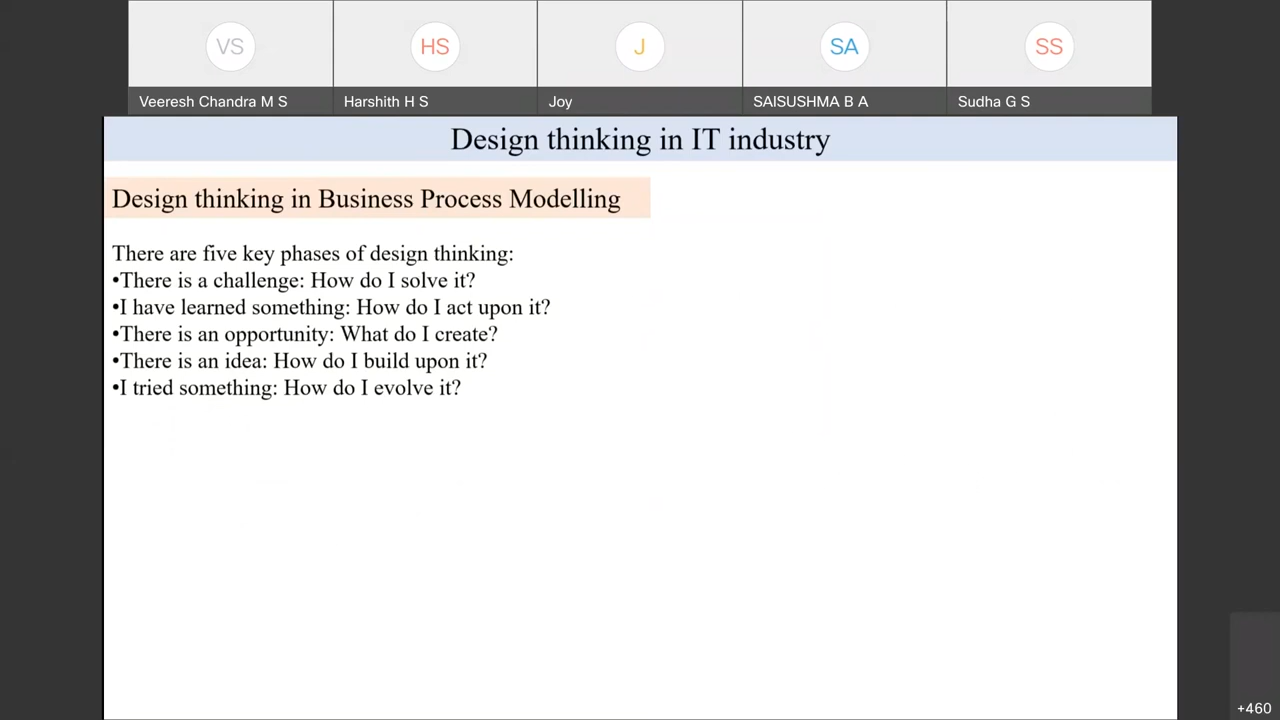 VS
HS
J
SA
SS
Veeresh Chandra M S
Harshith H S
Joy
SAISUSHMA B A
Sudha G S
Design thinking in IT industry
Design thinking in Business Process Modelling
There are five key phases of design thinking:
•There is a challenge: How do I solve it?
•I have learned something: How do I act upon it?
•There is an opportunity: What do I create?
•There is an idea: How do I build upon it?
•I tried something: How do I evolve it?
+460